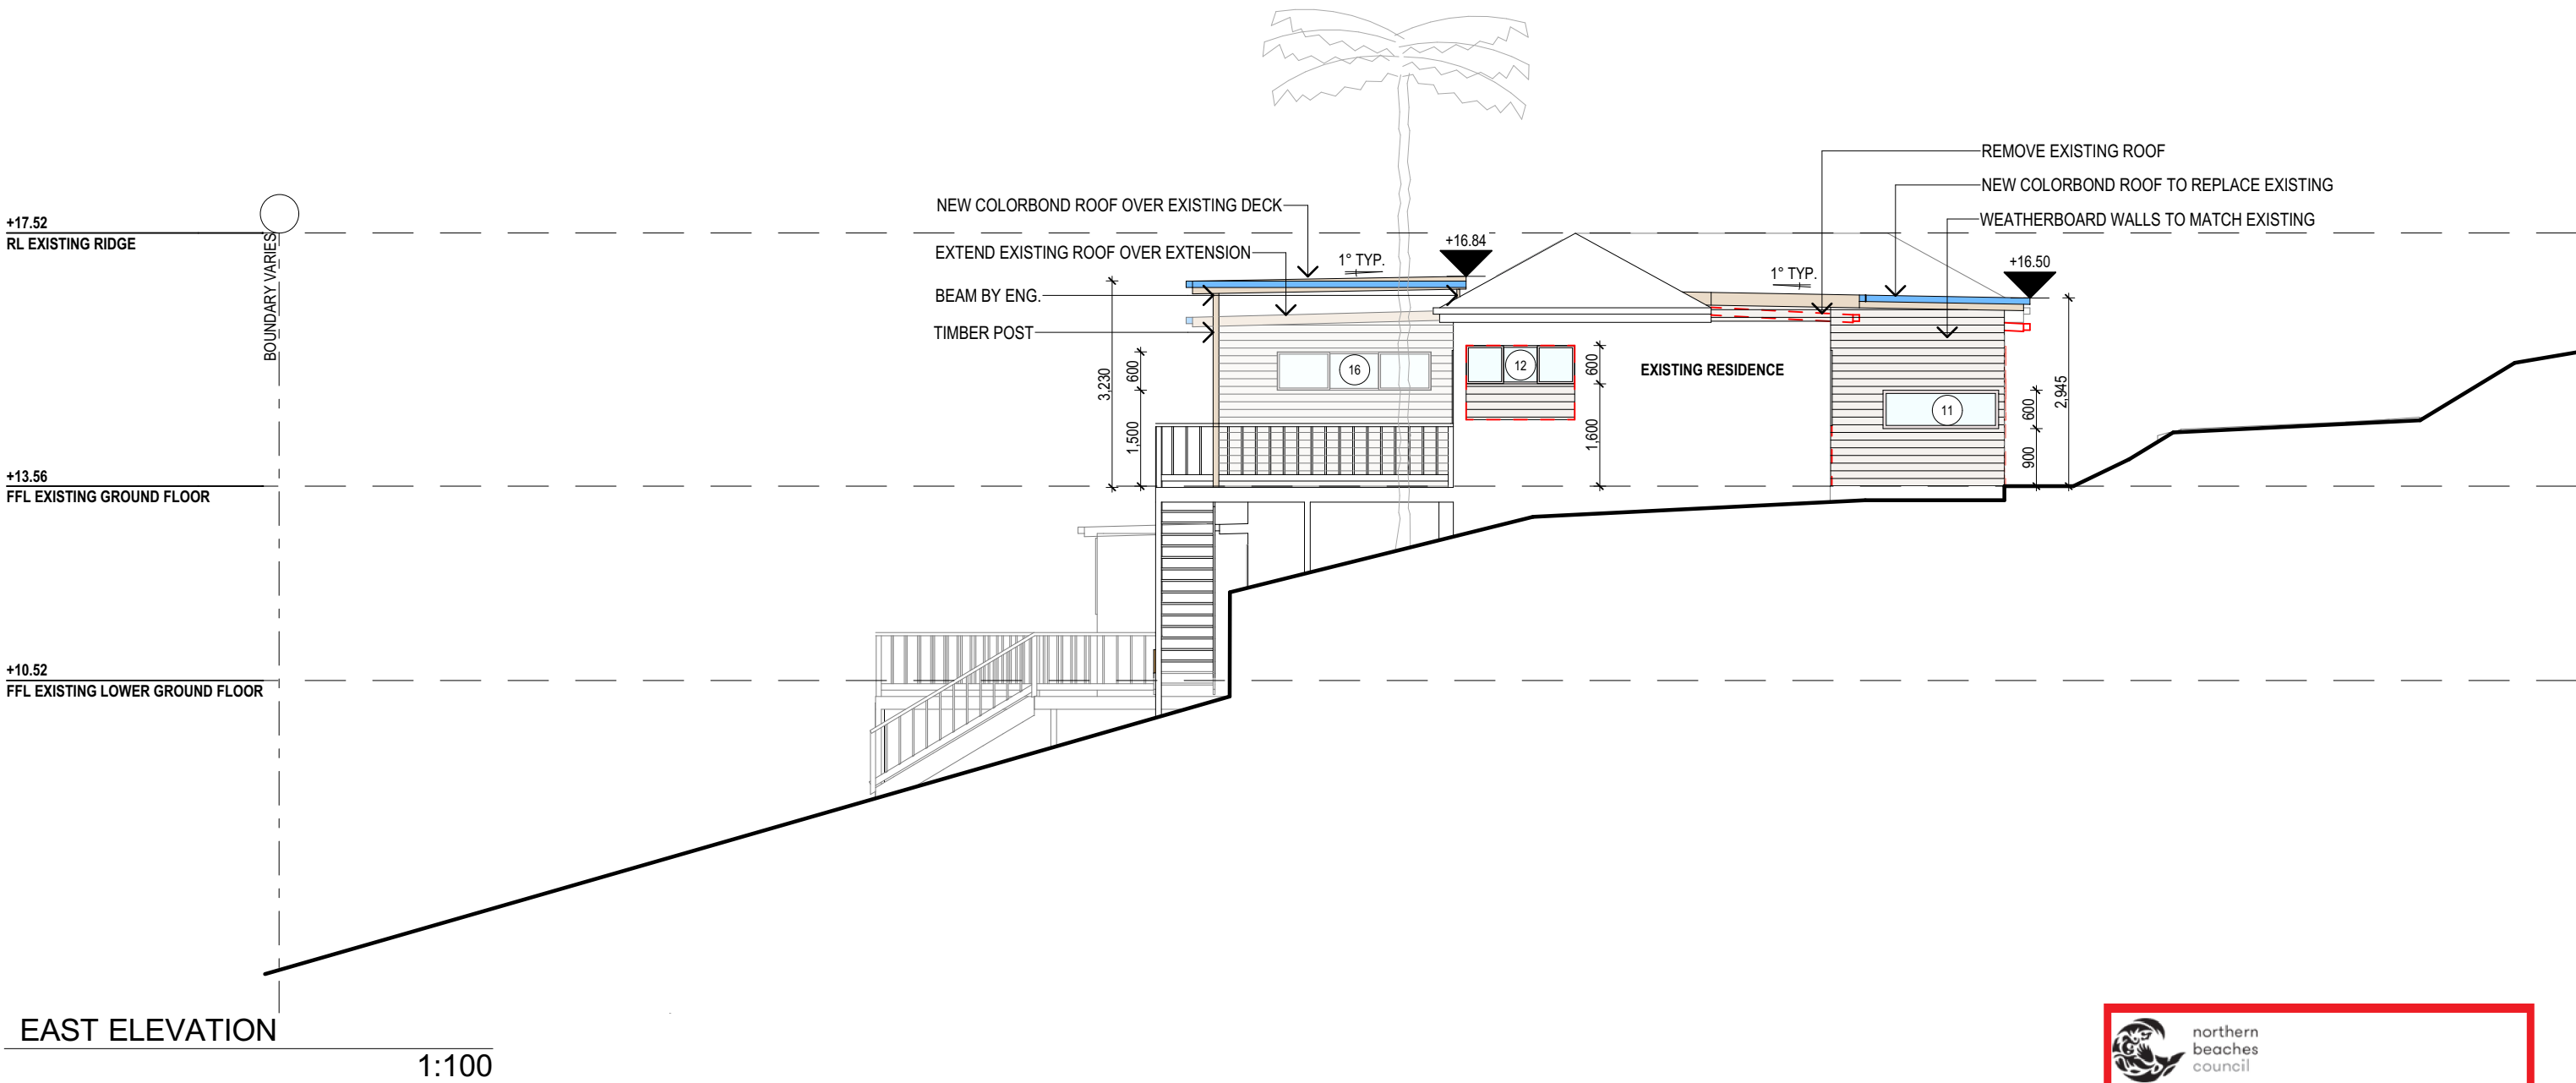 +17.52
RL EXISTING RIDGE
BOUNDARY VARIES
NEW COLORBOND ROOF OVER EXISTING DECK
EXTEND EXISTING ROOF OVER EXTENSION
BEAM BY ENG.
TIMBER POST
1° TYP.
+16.84
1° TYP.
REMOVE EXISTING ROOF
NEW COLORBOND ROOF TO REPLACE EXISTING
WEATHERBOARD WALLS TO MATCH EXISTING
+16.50
3,230
600
1,500
16
12
600
1,600
EXISTING RESIDENCE
11
600
900
2,945
+13.56
FFL EXISTING GROUND FLOOR
+10.52
FFL EXISTING LOWER GROUND FLOOR
EAST ELEVATION
1:100
northern
beaches
council